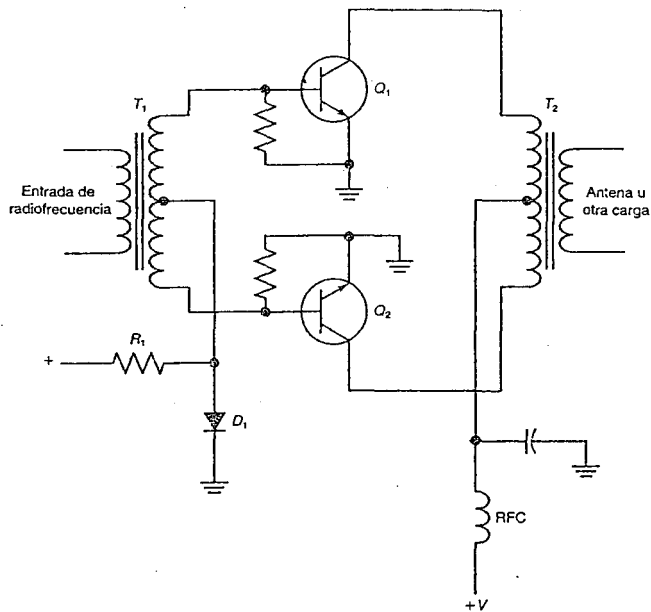 Q₁
T₁
T₂
Entrada de
radiofrecuencia
Antena u
otra carga
Q₂
R₁
+
D₁
RFC
+V